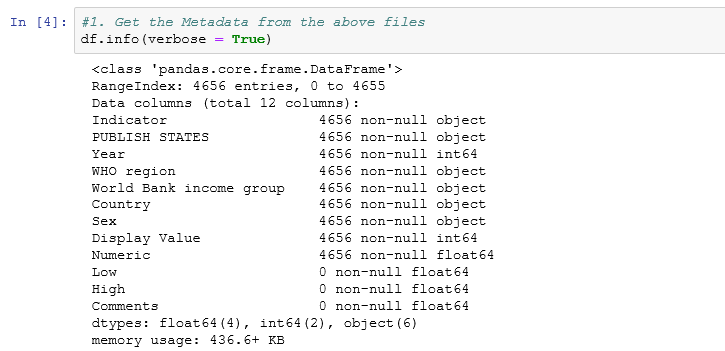 In [4]: #1. Get the Metadata from the above files
df.info(verbose = True)
<class 'pandas.core.frame.DataFrame'>
RangeIndex: 4656 entries, 0 to 4655
Data columns (total 12 columns):
Indicator                  4656 non-null object
PUBLISH STATES             4656 non-null object
Year                       4656 non-null int64
WHO region                 4656 non-null object
World Bank income group    4656 non-null object
Country                    4656 non-null object
Sex                        4656 non-null object
Display Value              4656 non-null int64
Numeric                    4656 non-null float64
Low                        0 non-null float64
High                       0 non-null float64
Comments                   0 non-null float64
dtypes: float64(4), int64(2), object(6)
memory usage: 436.6+ KB